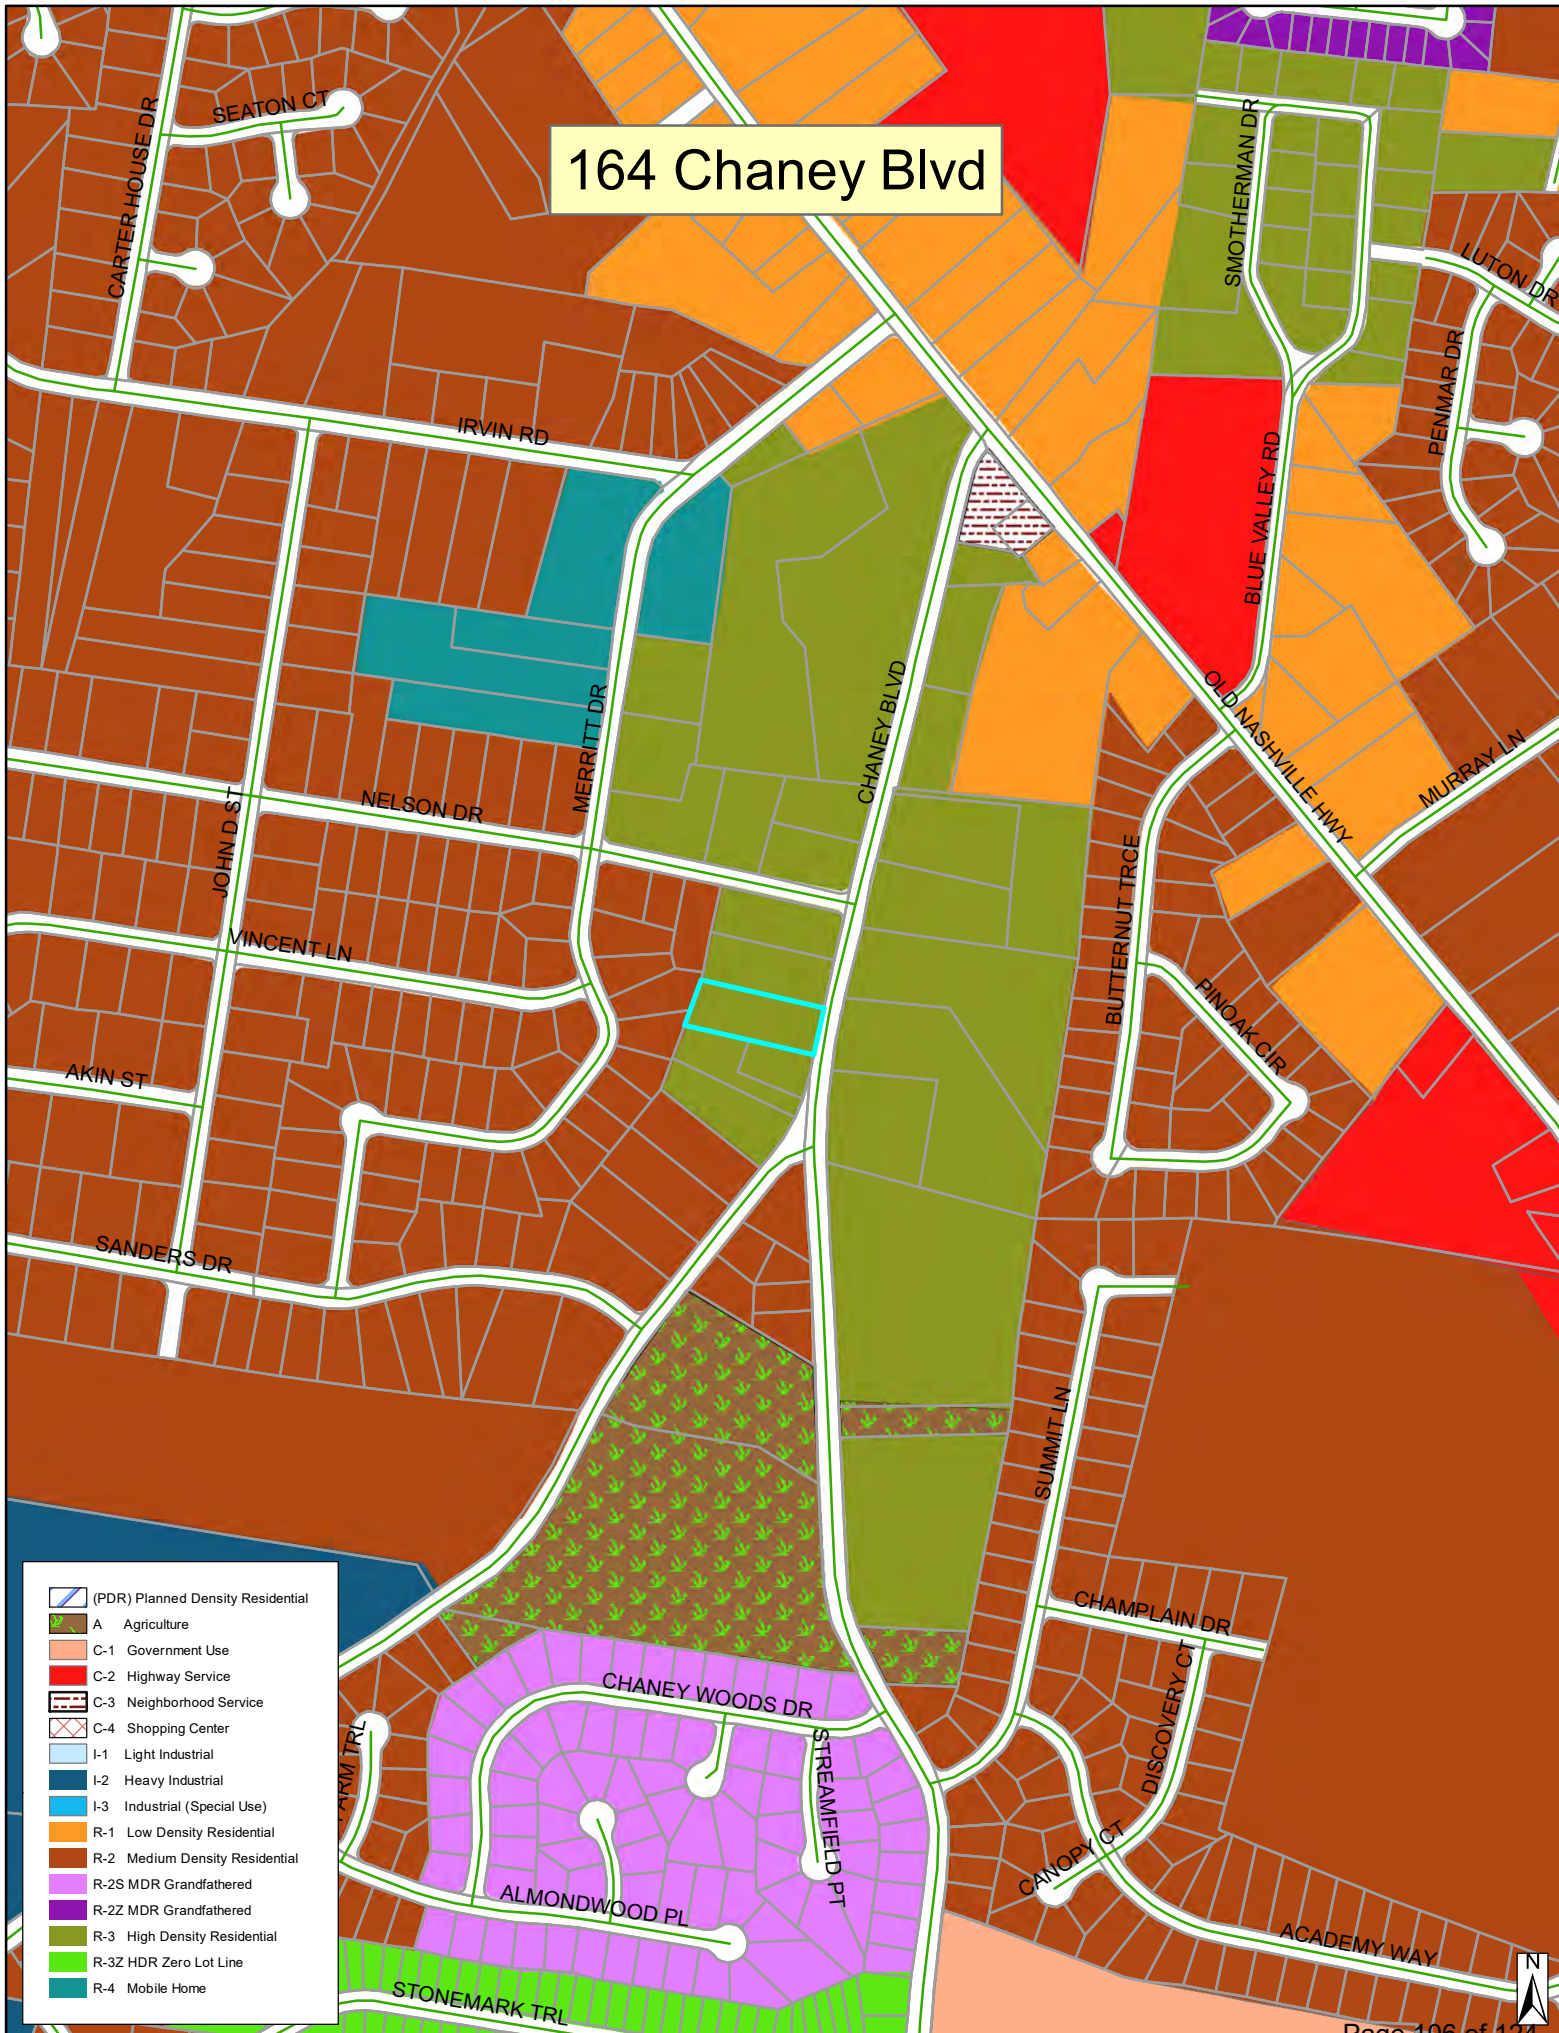 164 Chaney Blvd
SEATON CT
CARTER HOUSE DR
SMOTHERMAN DR
LUTON DR
PENMAR DR
IRVIN RD
BLUE VALLEY RD
CHANEY BLVD
OLD NASHVILLE HWY
MERRITT DR
MURRAY LN
NELSON DR
JOHN D ST
BUTTERNUT TRCE
VINCENT LN
PINOAK CIR
AKIN ST
SANDERS DR
SUMMIT LN
CHAMPLAIN DR
DISCOVERY CT
CHANEY WOODS DR
STREAMFIELD PT
FARM TRL
CANOPY CT
ALMONDWOOD PL
ACADEMY WAY
STONEMARK TRL
(PDR) Planned Density Residential
A Agriculture
C-1 Government Use
C-2 Highway Service
C-3 Neighborhood Service
C-4 Shopping Center
I-1 Light Industrial
I-2 Heavy Industrial
I-3 Industrial (Special Use)
R-1 Low Density Residential
R-2 Medium Density Residential
R-2S MDR Grandfathered
R-2Z MDR Grandfathered
R-3 High Density Residential
R-3Z HDR Zero Lot Line
R-4 Mobile Home
N
Page 106 of 124